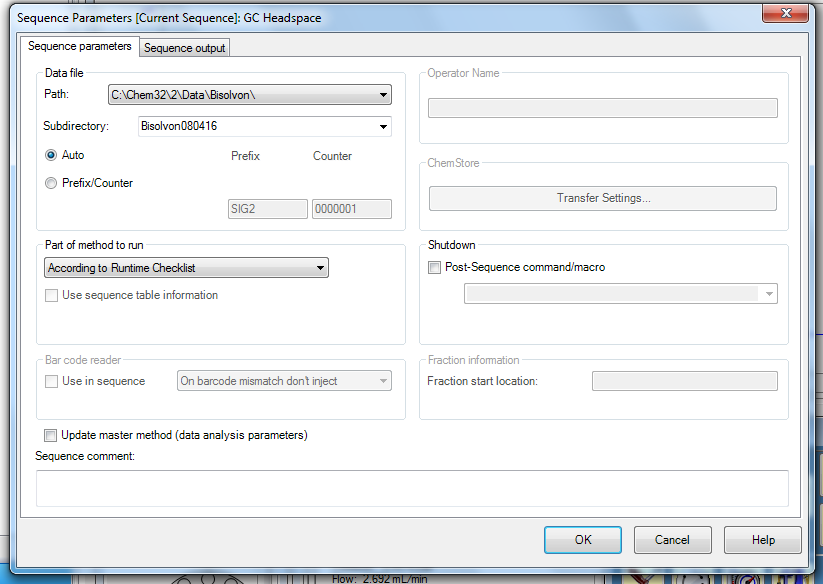 Sequence Parameters [Current Sequence]: GC Headspace
Sequence parameters
Sequence output
Data file
Path:
C:\Chem32\2\Data\Bisolvon\
Subdirectory:
Bisolvon080416
Auto
Prefix
Counter
Prefix/Counter
SIG2
0000001
Operator Name
ChemStore
Transfer Settings...
Part of method to run
According to Runtime Checklist
Use sequence table information
Shutdown
Post-Sequence command/macro
Bar code reader
Use in sequence
On barcode mismatch don't inject
Fraction information
Fraction start location:
Update master method (data analysis parameters)
Sequence comment:
OK
Cancel
Help
Flow: 2.692 mL/min